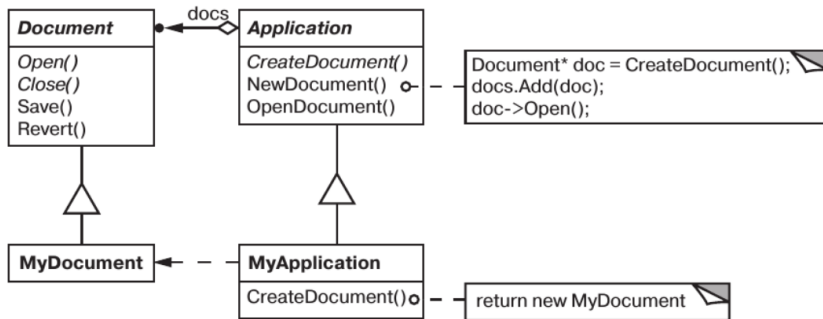 Document
Open()
Close()
Save()
Revert()
docs
Application
CreateDocument()
NewDocument()
OpenDocument()
Document* doc = CreateDocument();
docs.Add(doc);
doc->Open();
MyDocument
MyApplication
CreateDocument()
return new MyDocument